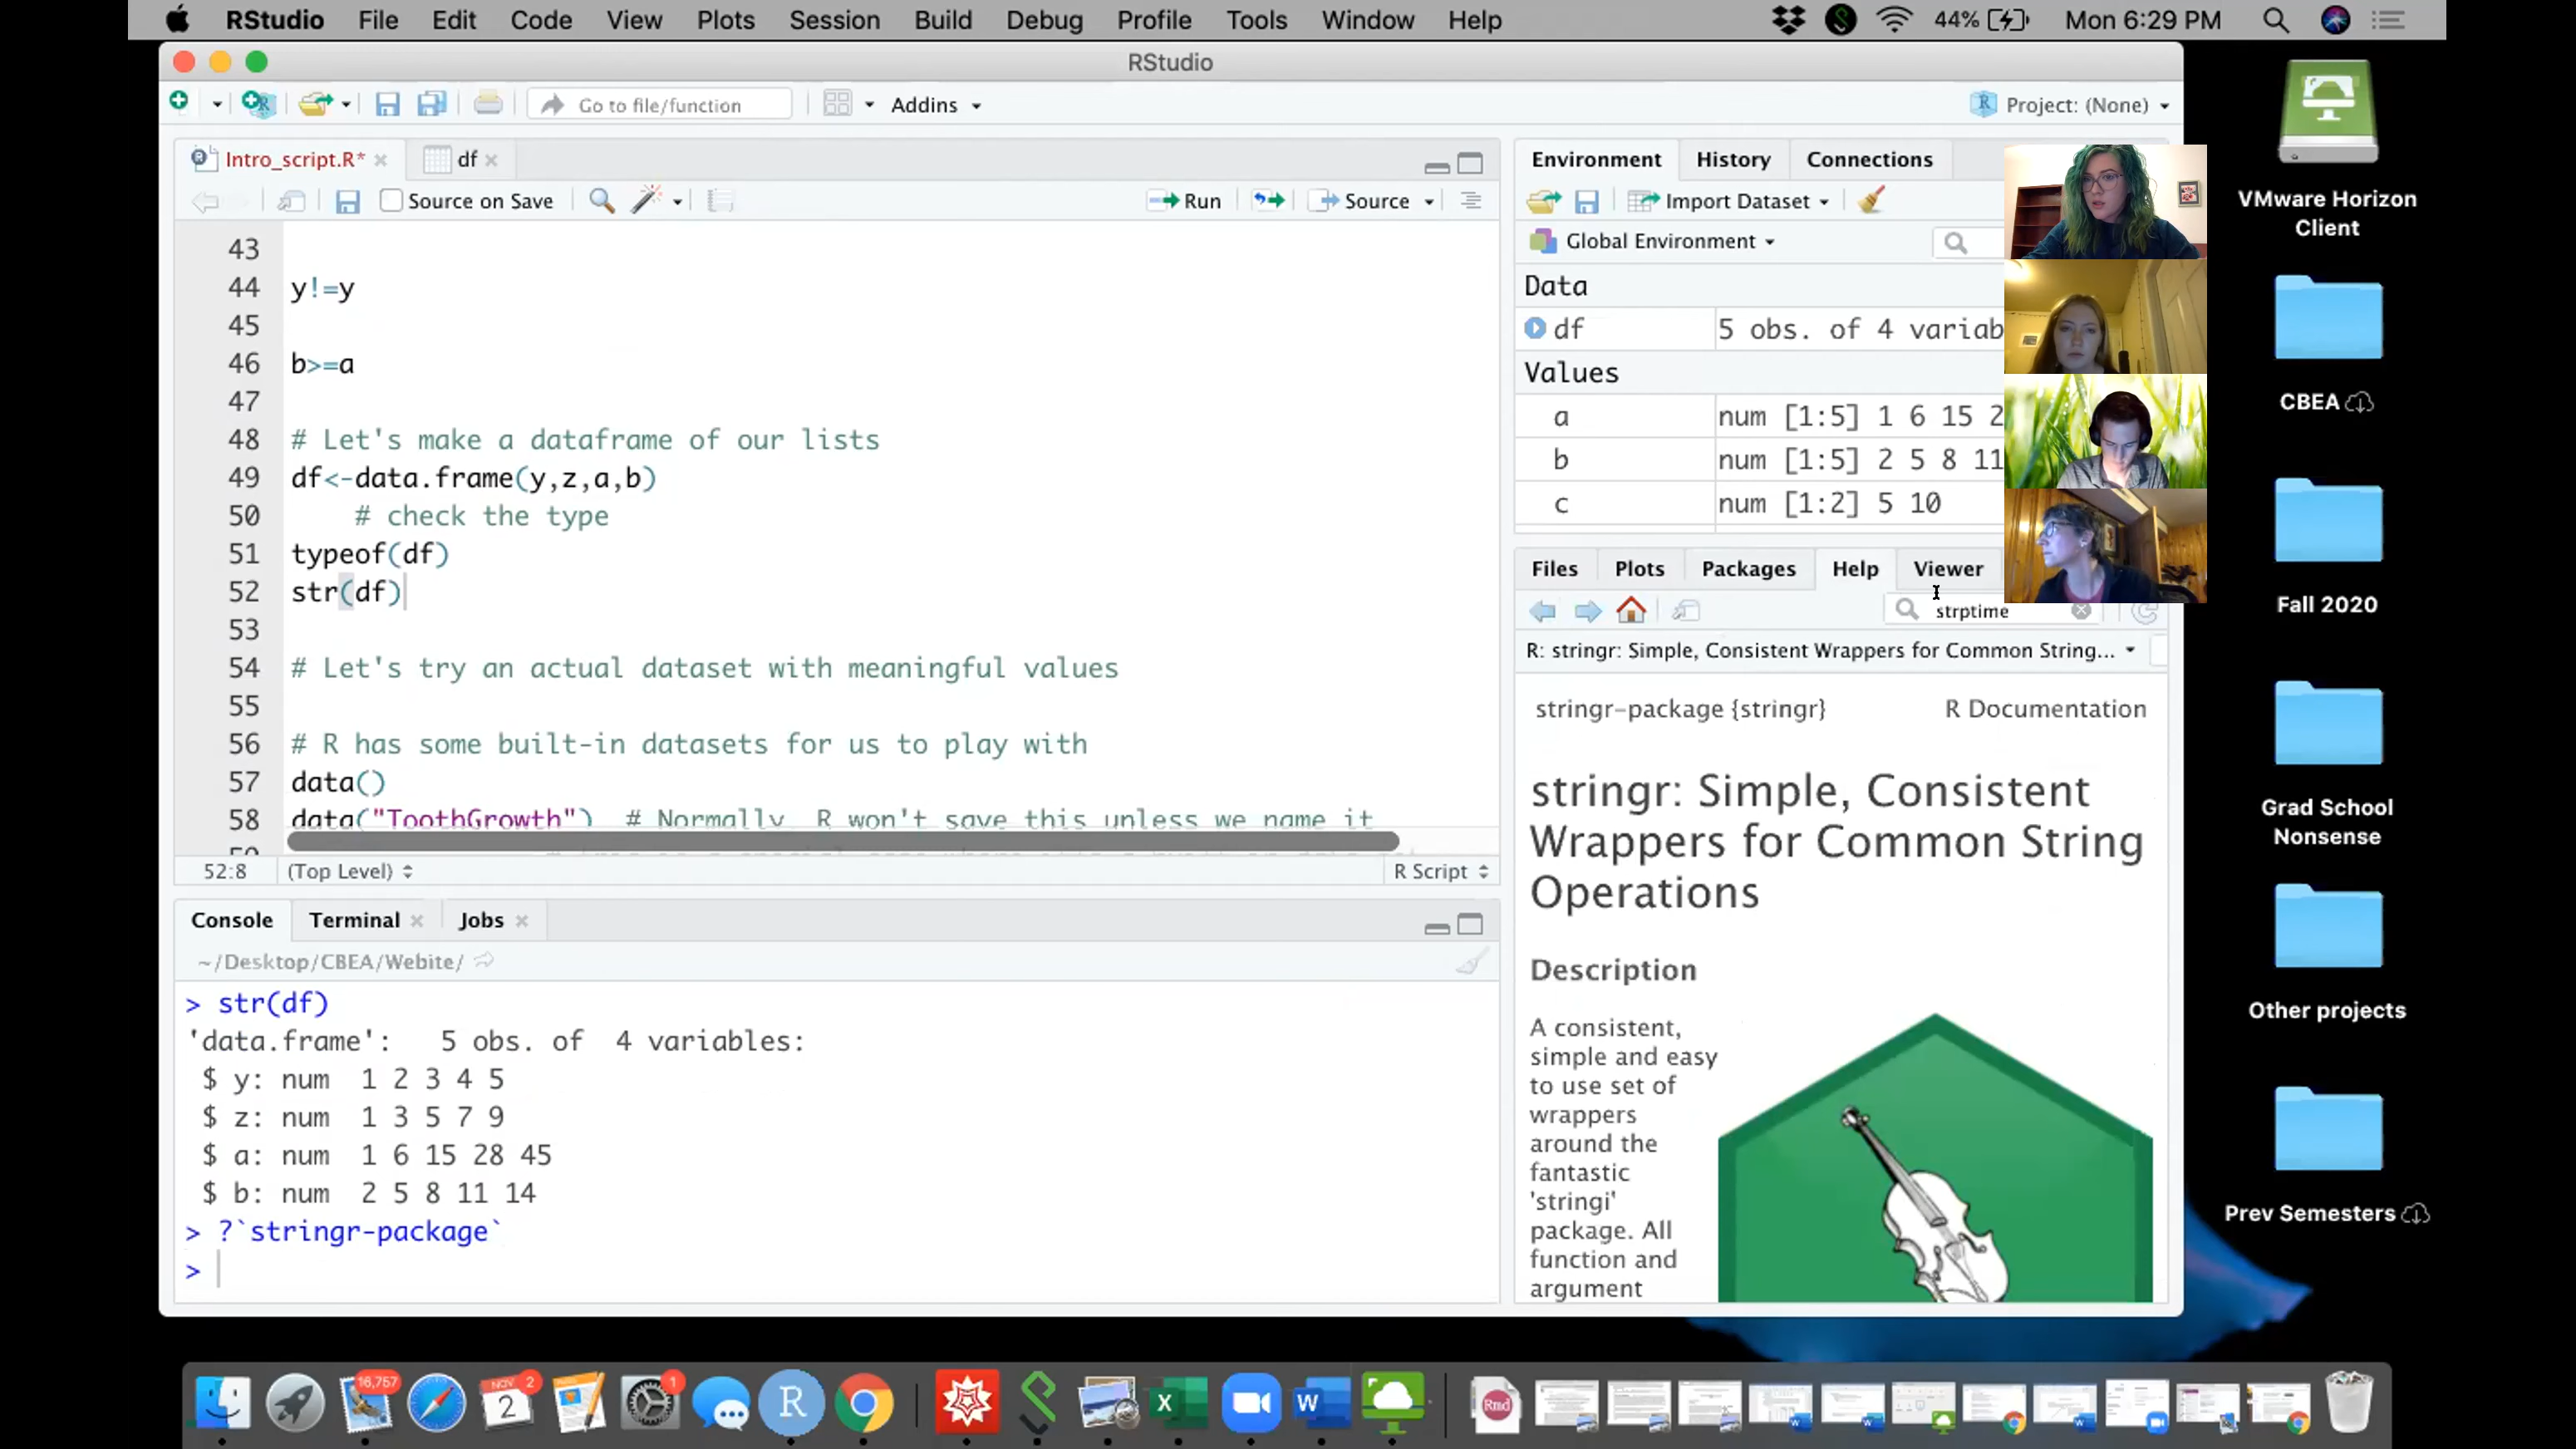 RStudio File Edit Code View Plots Session Build Debug Profile Tools Window Help 44% Mon 6:29 PM
RStudio
Go to file/function Addins Project: (None)
Intro_script.R* df
Source on Save Run Source
43
44 y!=y
45
46 b>=a
47
48 # Let's make a dataframe of our lists
49 df<-data.frame(y,z,a,b)
50 # check the type
51 typeof(df)
52 str(df)
53
54 # Let's try an actual dataset with meaningful values
55
56 # R has some built-in datasets for us to play with
57 data()
58 data("ToothGrowth") # Normally R won't save this unless we name it
52:8 (Top Level) R Script
Console Terminal Jobs
~/Desktop/CBEA/Webite/
> str(df)
'data.frame': 5 obs. of 4 variables:
$ y: num 1 2 3 4 5
$ z: num 1 3 5 7 9
$ a: num 1 6 15 28 45
$ b: num 2 5 8 11 14
> ?`stringr-package`
>
Environment History Connections
Import Dataset
Global Environment
Data
df 5 obs. of 4 variab
Values
a num [1:5] 1 6 15 2
b num [1:5] 2 5 8 11
c num [1:2] 5 10
Files Plots Packages Help Viewer
strptime
R: stringr: Simple, Consistent Wrappers for Common String...
stringr-package {stringr} R Documentation
stringr: Simple, Consistent
Wrappers for Common String
Operations
Description
A consistent,
simple and easy
to use set of
wrappers
around the
fantastic
'stringi'
package. All
function and
argument
VMware Horizon
Client
CBEA
Fall 2020
Grad School
Nonsense
Other projects
Prev Semesters
16,757
NOV 2
2
1
R
X
W
Rmd